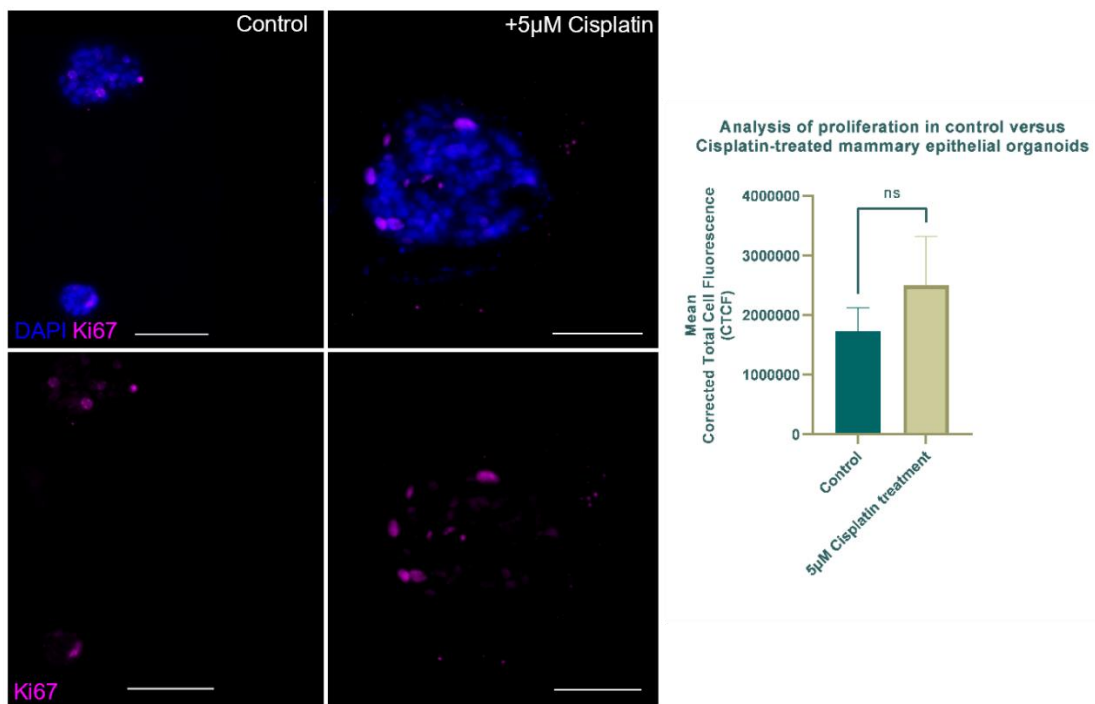 Control
+5µM Cisplatin
DAPI Ki67
Ki67
Analysis of proliferation in control versus
Cisplatin-treated mammary epithelial organoids
ns
Mean
Corrected Total Cell Fluorescence
(CTCF)
4000000
3000000
2000000
1000000
0
Control
5µM Cisplatin treatment